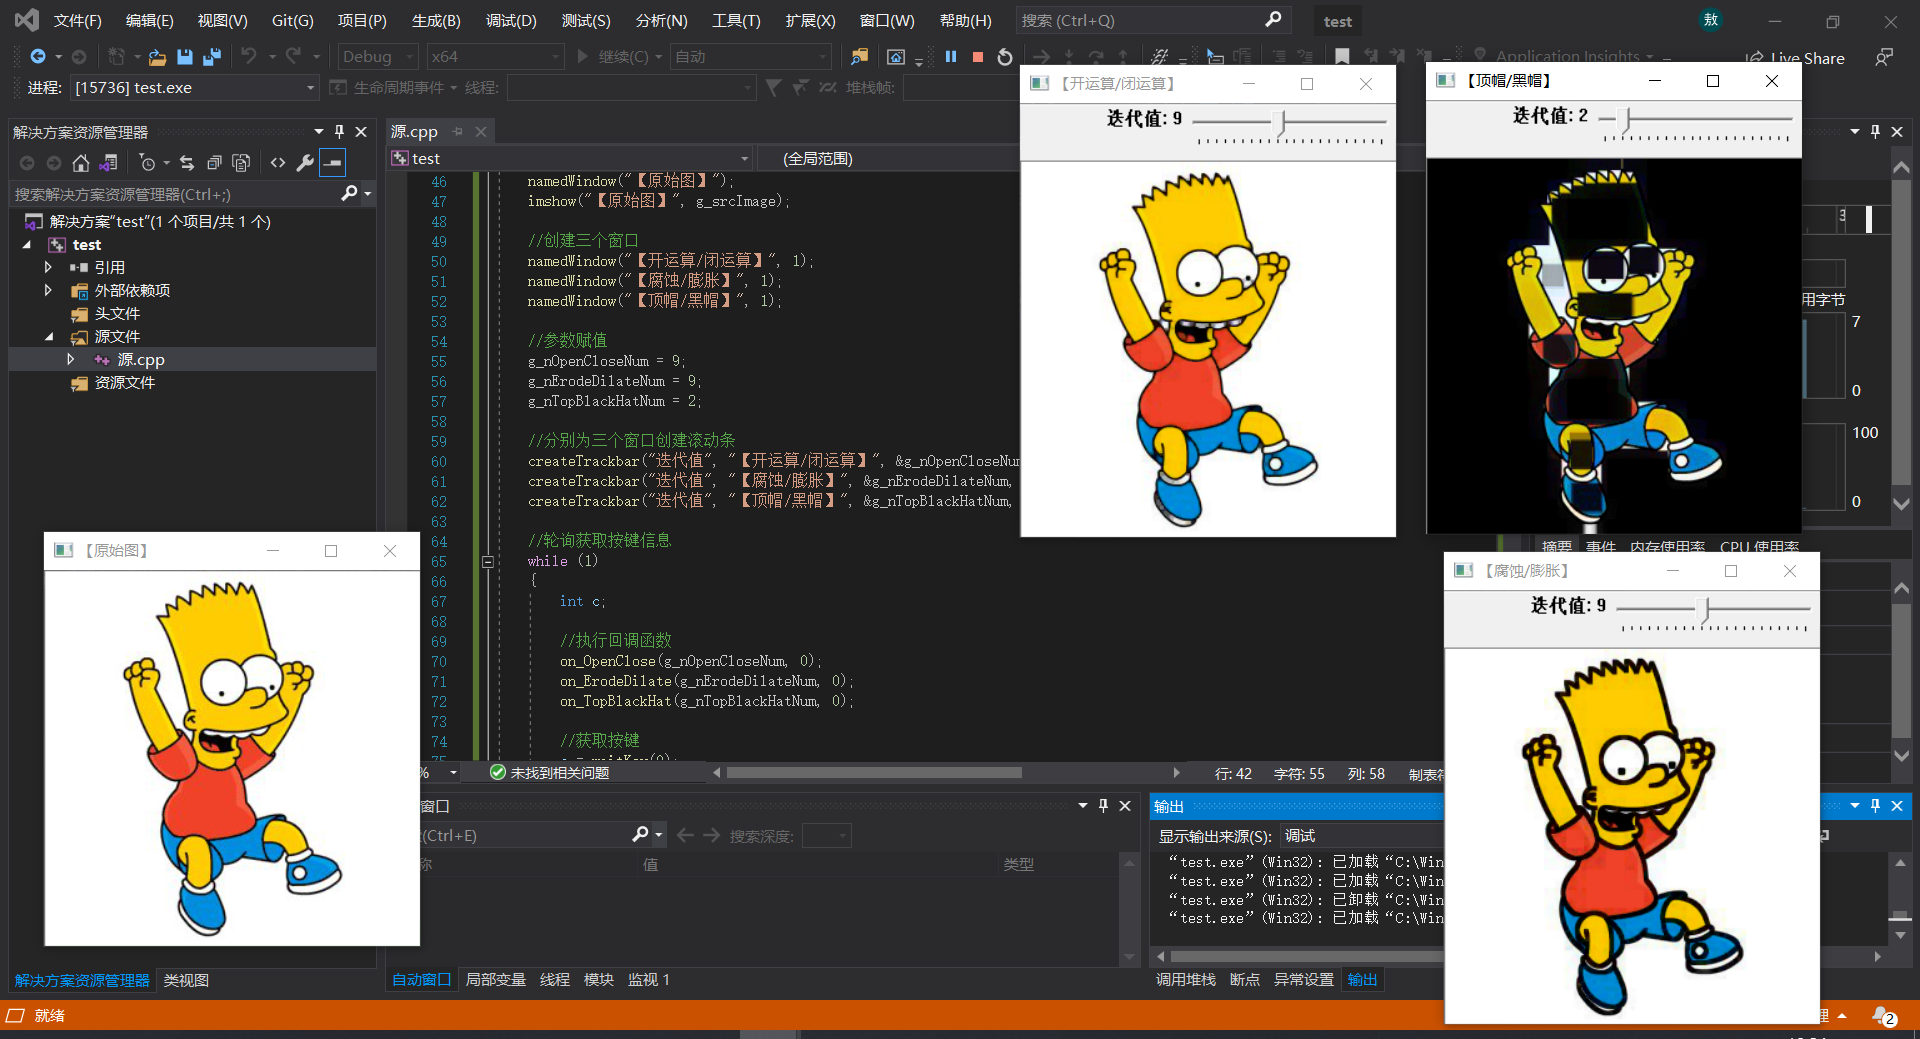 文件(F) 编辑(E) 视图(V) Git(G) 项目(P) 生成(B) 调试(D) 测试(S) 分析(N) 工具(T) 扩展(X) 窗口(W) 帮助(H) 搜索 (Ctrl+Q) test 敖
Debug x64 继续(C) 自动 Application Insights Live Share
进程: [15736] test.exe 生命周期事件 线程: 堆栈帧:
解决方案资源管理器
搜索解决方案资源管理器(Ctrl+;)
解决方案"test"(1 个项目/共 1 个)
test
引用
外部依赖项
头文件
源文件
源.cpp
资源文件
解决方案资源管理器 类视图
源.cpp
test (全局范围)
46 namedWindow("【原始图】");
47 imshow("【原始图】", g_srcImage);
48
49 //创建三个窗口
50 namedWindow("【开运算/闭运算】", 1);
51 namedWindow("【腐蚀/膨胀】", 1);
52 namedWindow("【顶帽/黑帽】", 1);
53
54 //参数赋值
55 g_nOpenCloseNum = 9;
56 g_nErodeDilateNum = 9;
57 g_nTopBlackHatNum = 2;
58
59 //分别为三个窗口创建滚动条
60 createTrackbar("迭代值", "【开运算/闭运算】", &g_nOpenCloseNum
61 createTrackbar("迭代值", "【腐蚀/膨胀】", &g_nErodeDilateNum,
62 createTrackbar("迭代值", "【顶帽/黑帽】", &g_nTopBlackHatNum,
63
64 //轮询获取按键信息
65 while (1)
66 {
67 int c;
68
69 //执行回调函数
70 on_OpenClose(g_nOpenCloseNum, 0);
71 on_ErodeDilate(g_nErodeDilateNum, 0);
72 on_TopBlackHat(g_nTopBlackHatNum, 0);
73
74 //获取按键
% 未找到相关问题 行: 42 字符: 55 列: 58 制表符
【开运算/闭运算】
迭代值: 9
【顶帽/黑帽】
迭代值: 2
【原始图】
【腐蚀/膨胀】
迭代值: 9
用字节
7
0
100
0
摘要 事件 内存使用率 CPU 使用率
窗口
(Ctrl+E) 搜索深度:
称 值 类型
自动窗口 局部变量 线程 模块 监视 1
输出
显示输出来源(S): 调试
“test.exe”(Win32): 已加载“C:\Win
“test.exe”(Win32): 已加载“C:\Win
“test.exe”(Win32): 已卸载“C:\Win
“test.exe”(Win32): 已加载“C:\Win
调用堆栈 断点 异常设置 输出
就绪 理 2